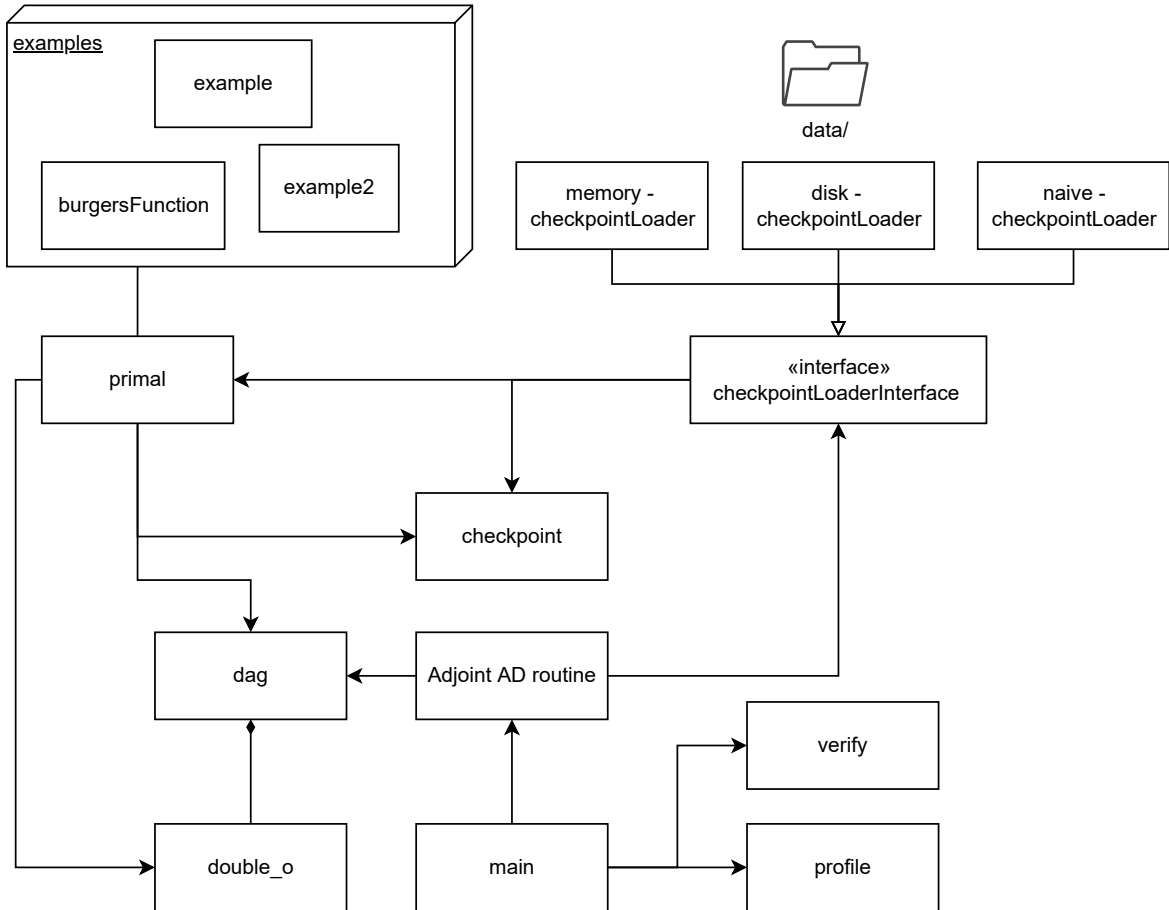 examples
example
example2
burgersFunction
data/
memory -
checkpointLoader
disk -
checkpointLoader
naive -
checkpointLoader
primal
«interface»
checkpointLoaderInterface
checkpoint
dag
Adjoint AD routine
verify
double_o
main
profile